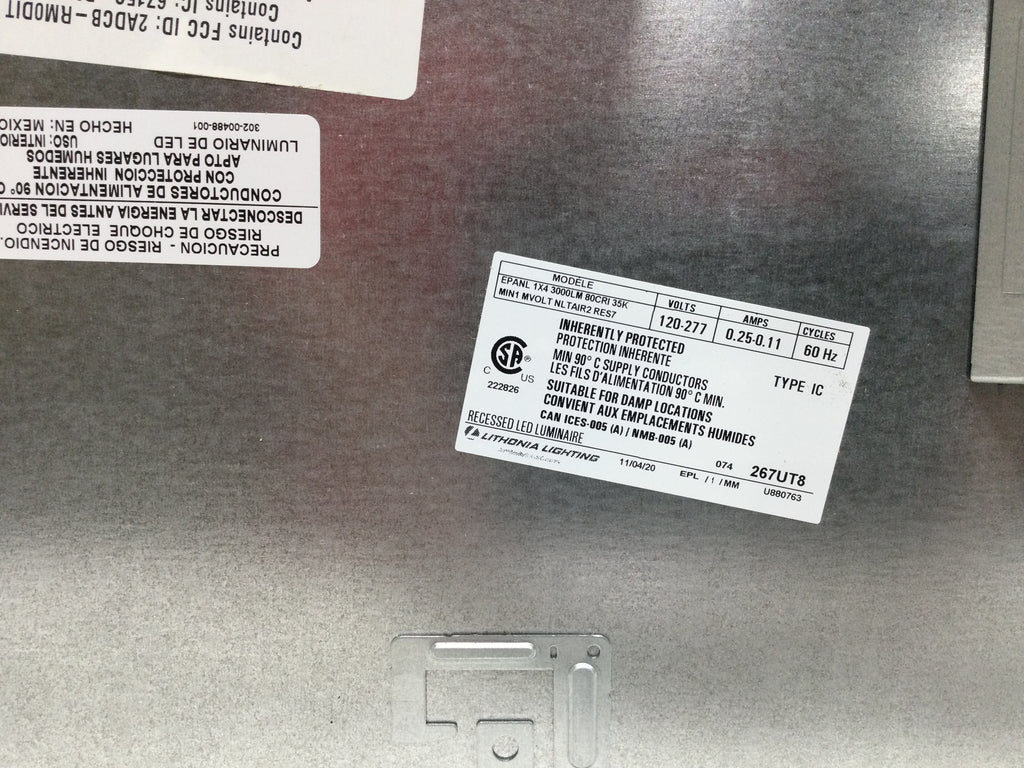 Contains FCC ID: 2ADCB-RMODIT
Contains IC:
PRECAUCION - RIESGO DE INCENDIO.
RIESGO DE CHOQUE ELECTRICO
DESCONECTAR LA ENERGIA ANTES DEL
CONDUCTORES DE ALIMENTACION 90°
CON PROTECCION INHERENTE
APTO PARA LUGARES HUMEDOS
LUMINARIO DE LED USO:
302-00488-001 HECHO EN:
MODÈLE VOLTS AMPS CYCLES
EPANL 1X4 3000LM 80CRI 35K
MIN1 MVOLT NLTAIR2 RES7
120-277 0.25-0.11 60 Hz
INHERENTLY PROTECTED
PROTECTION INHERENTE
MIN 90° C SUPPLY CONDUCTORS
LES FILS D'ALIMENTATION 90° C MIN.
TYPE IC
SUITABLE FOR DAMP LOCATIONS
CONVIENT AUX EMPLACEMENTS HUMIDES
CAN ICES-005 (A) / NMB-005 (A)
C SA ® US
222826
RECESSED LED LUMINAIRE
LITHONIA LIGHTING 11/04/20 074 267UT8
EPL /1/MM U880763